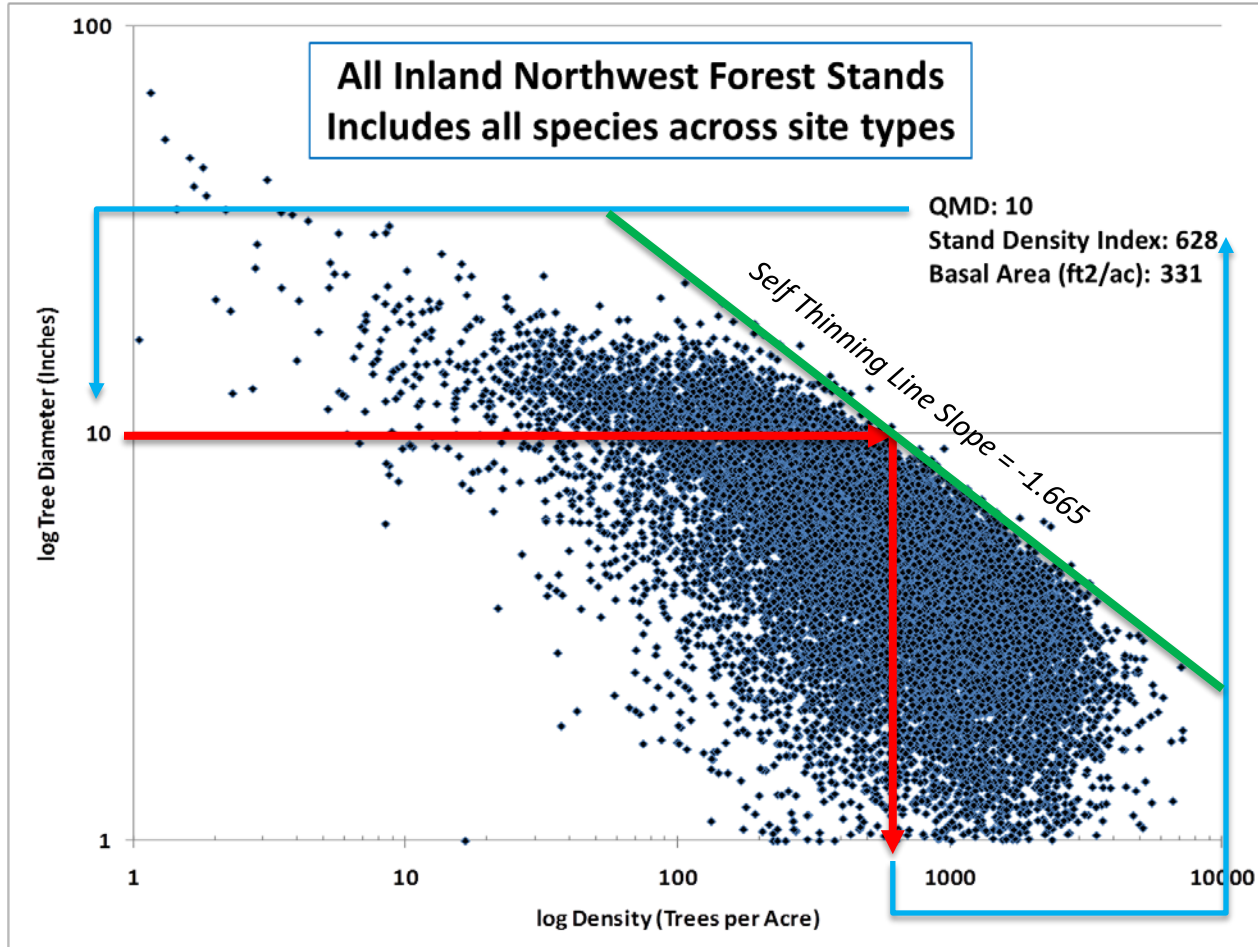 100
All Inland Northwest Forest Stands
Includes all species across site types
QMD: 10
Stand Density Index: 628
Basal Area (ft2/ac): 331
Self Thinning Line Slope = -1.665
log Tree Diameter (Inches)
10
1
1 10 100 1000 10000
log Density (Trees per Acre)